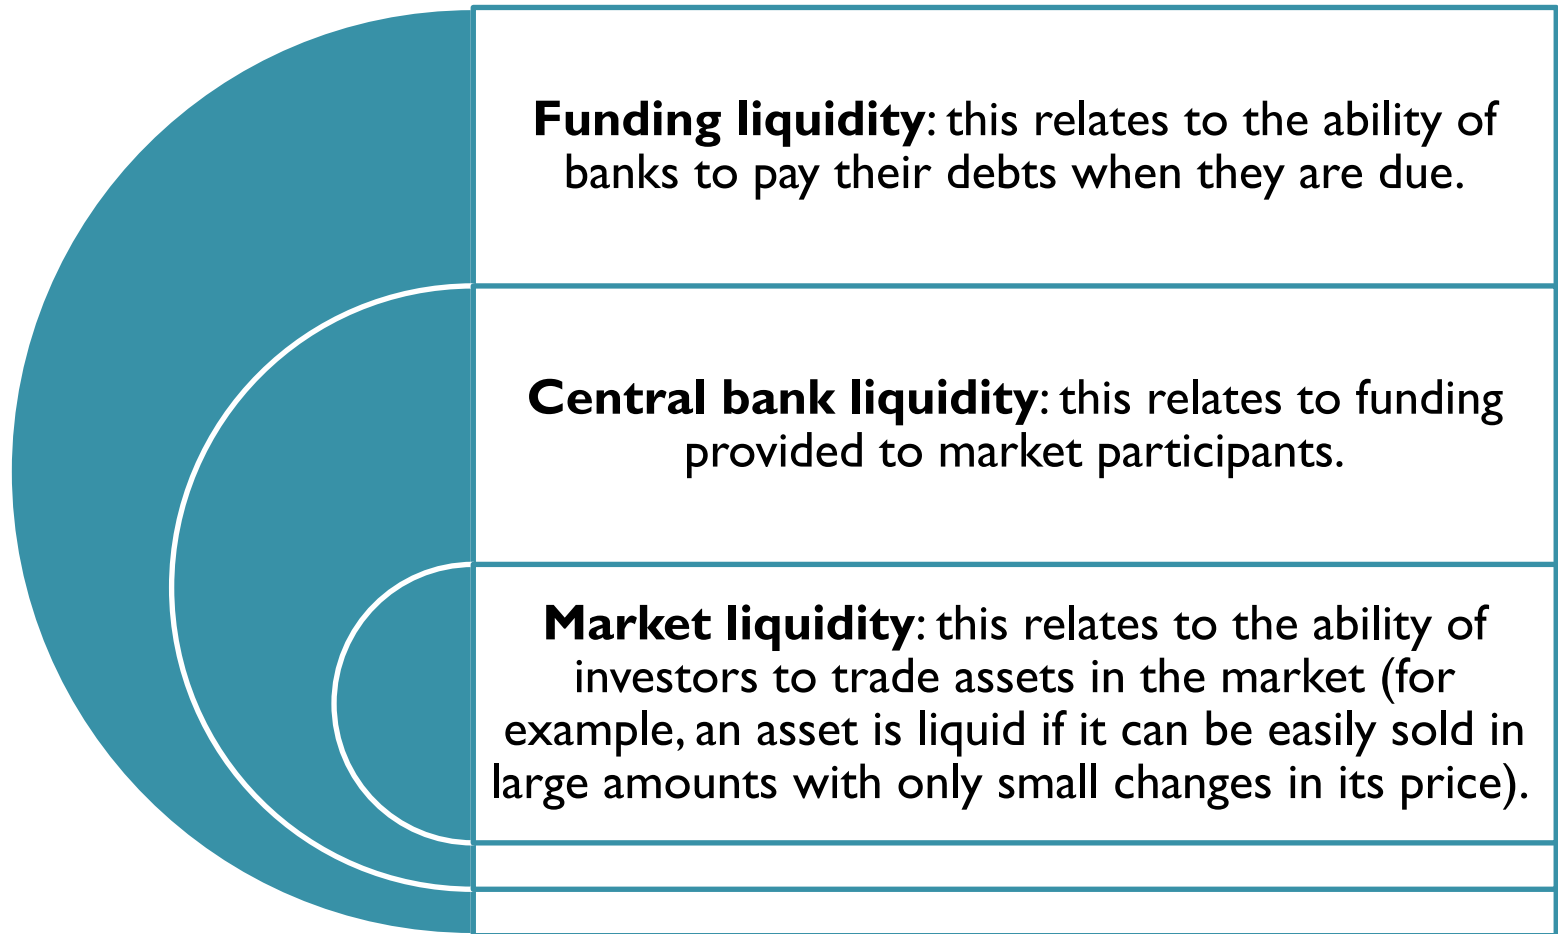 Funding liquidity: this relates to the ability of
banks to pay their debts when they are due.
Central bank liquidity: this relates to funding
provided to market participants.
Market liquidity: this relates to the ability of
investors to trade assets in the market (for
example, an asset is liquid if it can be easily sold in
large amounts with only small changes in its price).